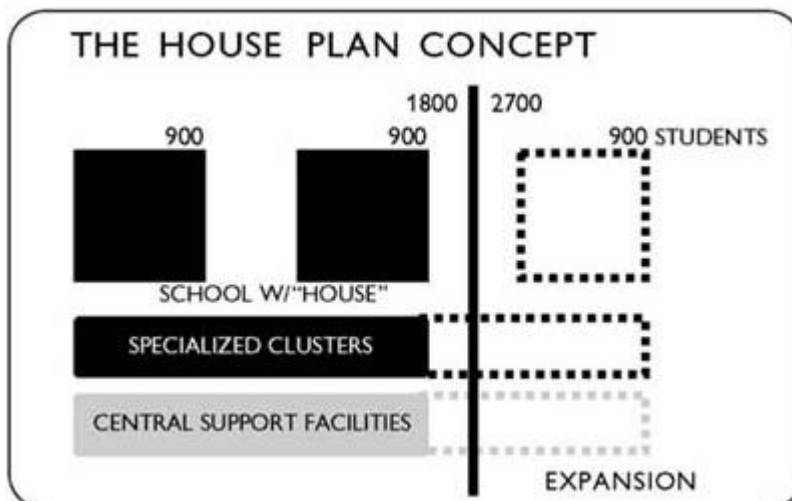 THE HOUSE PLAN CONCEPT
1800 2700
900 900 900 STUDENTS
SCHOOL W/"HOUSE"
SPECIALIZED CLUSTERS
CENTRAL SUPPORT FACILITIES
EXPANSION